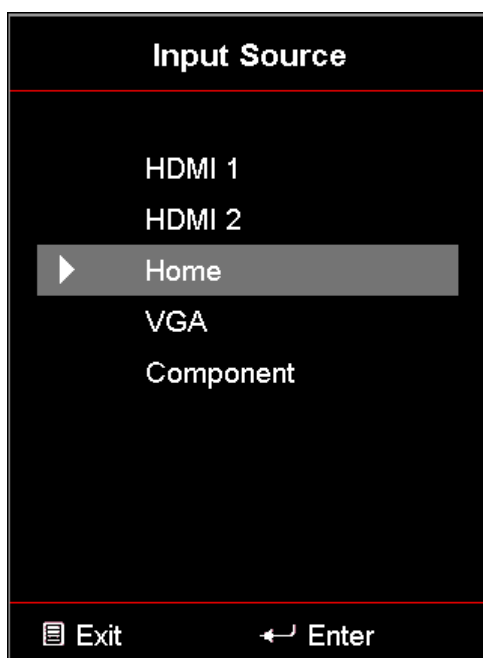 Input Source
HDMI 1
HDMI 2
Home
VGA
Component
Exit Enter